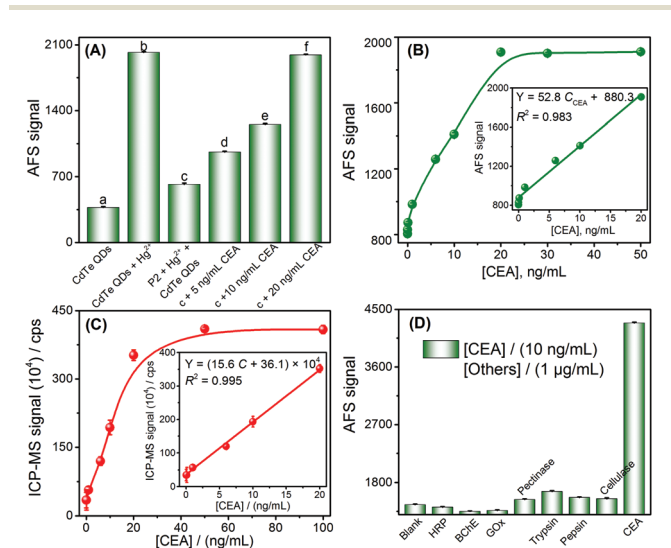 (A)
AFS signal
2100
1400
700
0
a
b
c
d
e
f
CdTe QDs
CdTe QDs + Hg²⁺
P2 + Hg²⁺ +
CdTe QDs
c + 5 ng/mL CEA
c +10 ng/mL CEA
c + 20 ng/mL CEA
(B)
AFS signal
2000
1600
1200
800
0 10 20 30 40 50
[CEA], ng/mL
Y = 52.8 C_CEA + 880.3
R² = 0.983
AFS signal
2000
1600
1200
800
0 5 10 15 20
[CEA], ng/mL
(C)
ICP-MS signal (10⁴) / cps
450
300
150
0
0 20 40 60 80 100
[CEA] / (ng/mL)
Y = (15.6 C + 36.1) × 10⁴
R² = 0.995
ICP-MS signal (10⁴) / cps
400
300
200
100
0
0 5 10 15 20
[CEA] / (ng/mL)
(D)
AFS signal
4500
3600
2700
1800
[CEA] / (10 ng/mL)
[Others] / (1 µg/mL)
Blank
HRP
BChE
GOx
Pectinase
Trypsin
Pepsin
Cellulase
CEA